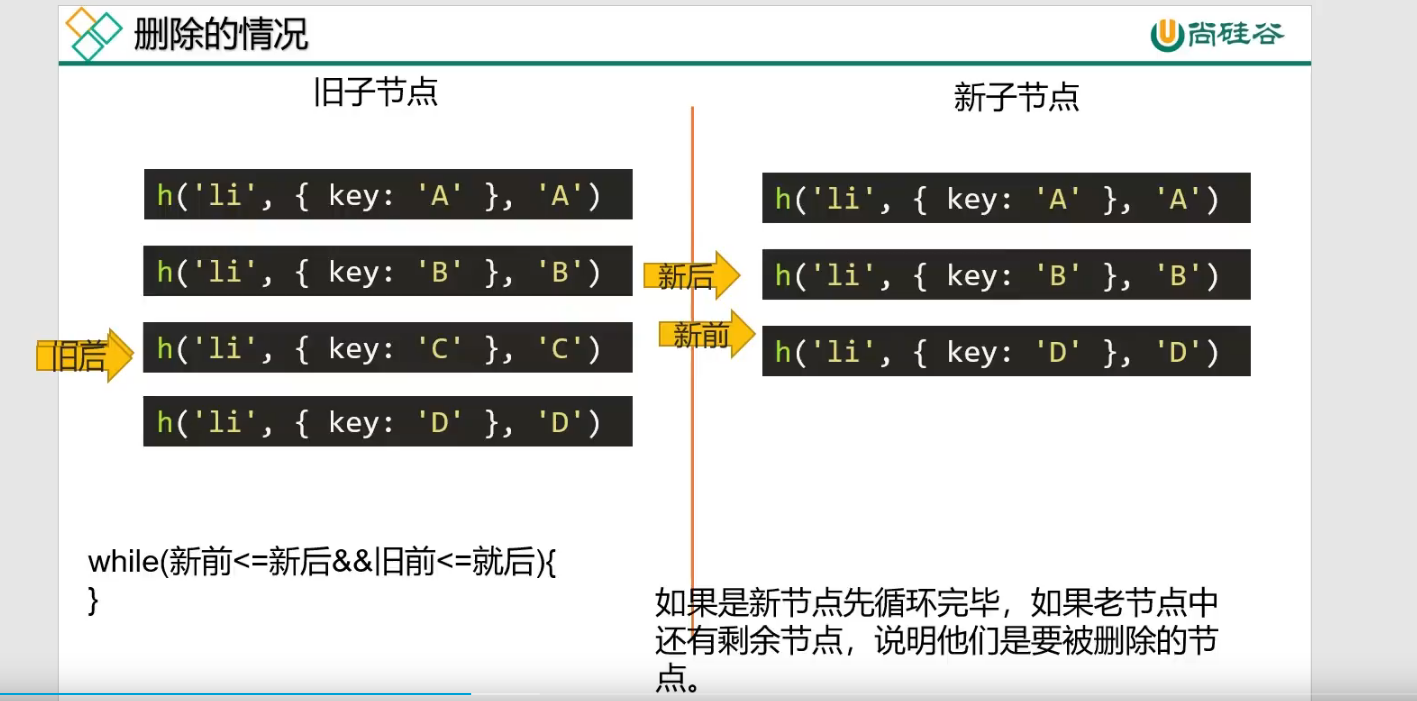 删除的情况
尚硅谷
旧子节点
新子节点
h('li', { key: 'A' }, 'A')
h('li', { key: 'B' }, 'B')
旧后
h('li', { key: 'C' }, 'C')
h('li', { key: 'D' }, 'D')
h('li', { key: 'A' }, 'A')
新后
h('li', { key: 'B' }, 'B')
新前
h('li', { key: 'D' }, 'D')
while(新前<=新后&&旧前<=就后){
}
如果是新节点先循环完毕，如果老节点中
还有剩余节点，说明他们是要被删除的节
点。